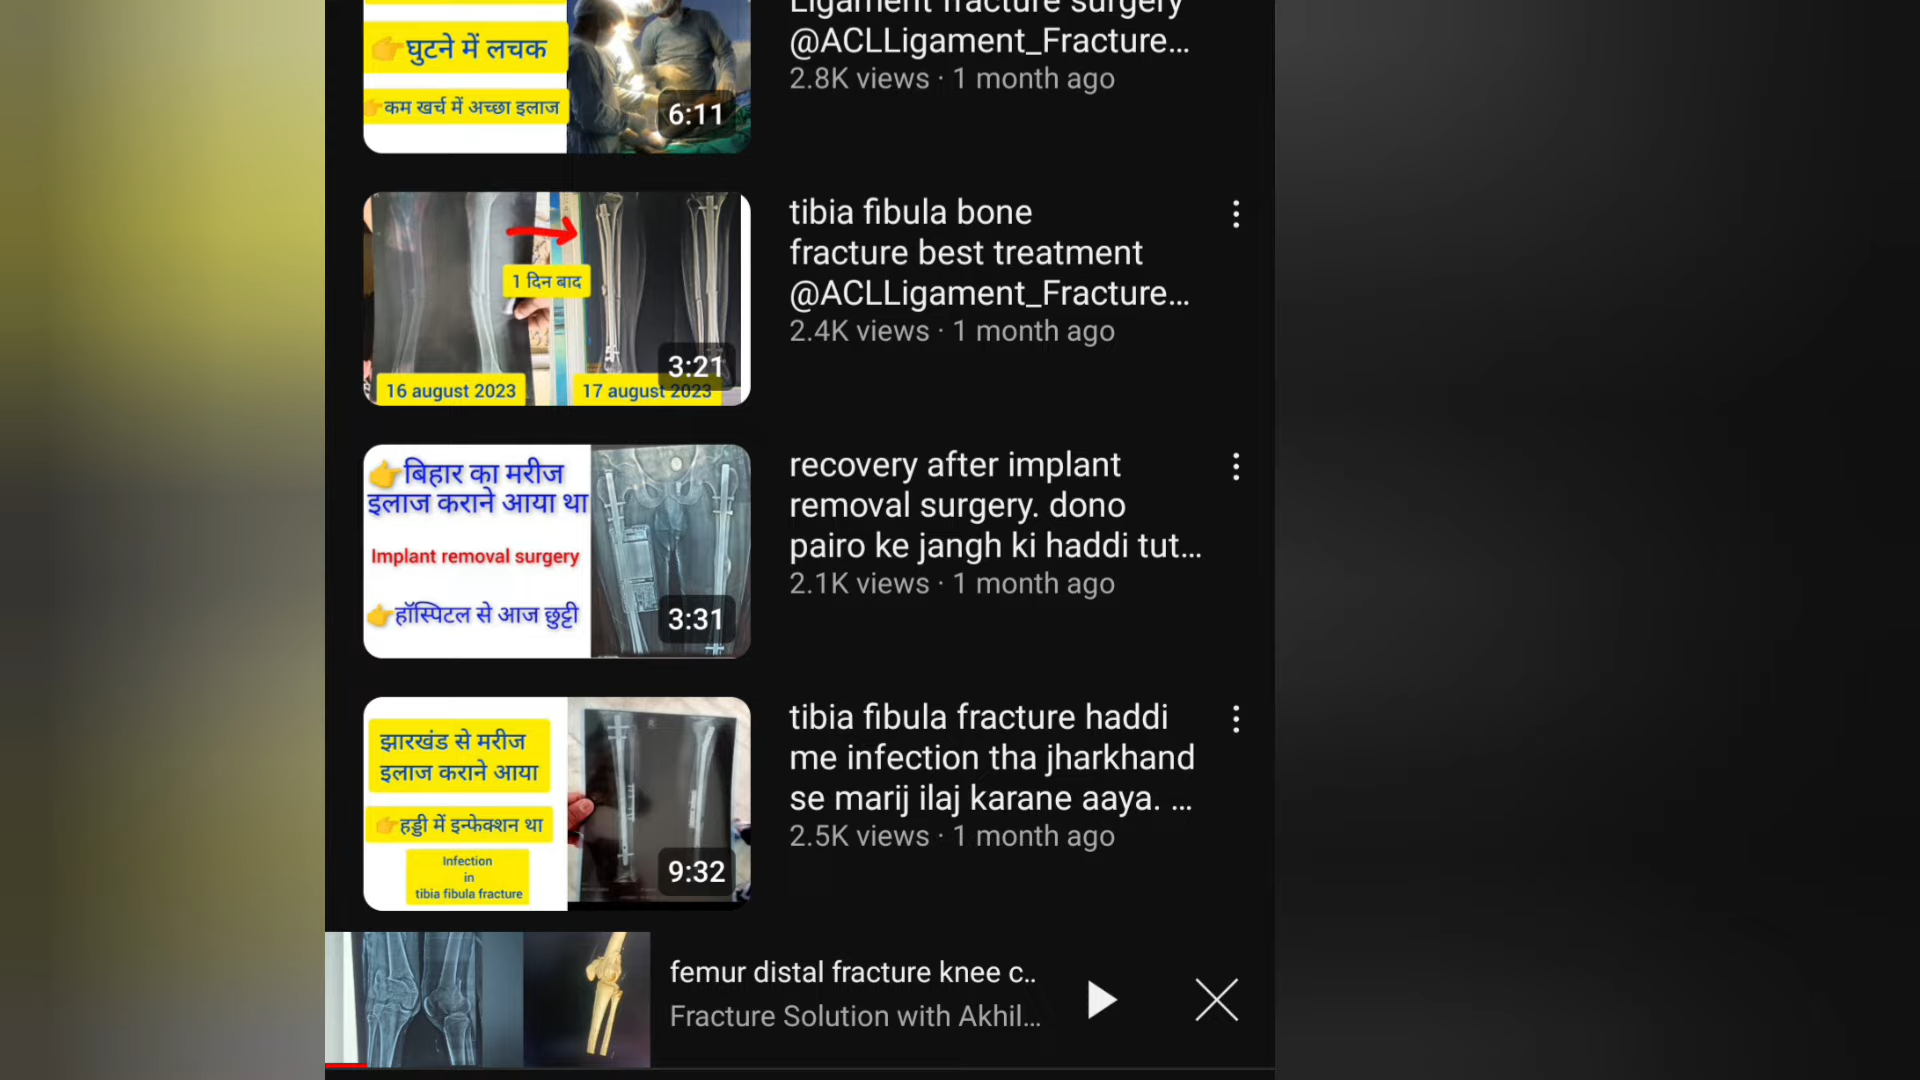 Ligament fracture surgery
@ACLLigament_Fracture...
2.8K views · 1 month ago
👉घुटने में लचक
👉कम खर्च में अच्छा इलाज
6:11
tibia fibula bone
fracture best treatment
@ACLLigament_Fracture...
2.4K views · 1 month ago
1 दिन बाद
3:21
16 august 2023
17 august 2023
recovery after implant
removal surgery. dono
pairo ke jangh ki haddi tut...
2.1K views · 1 month ago
👉बिहार का मरीज
इलाज कराने आया था
Implant removal surgery
👉हॉस्पिटल से आज छुट्टी
3:31
tibia fibula fracture haddi
me infection tha jharkhand
se marij ilaj karane aaya. ...
2.5K views · 1 month ago
झारखंड से मरीज
इलाज कराने आया
👉हड्डी में इन्फेक्शन था
Infection
in
tibia fibula fracture
9:32
femur distal fracture knee c..
Fracture Solution with Akhil...